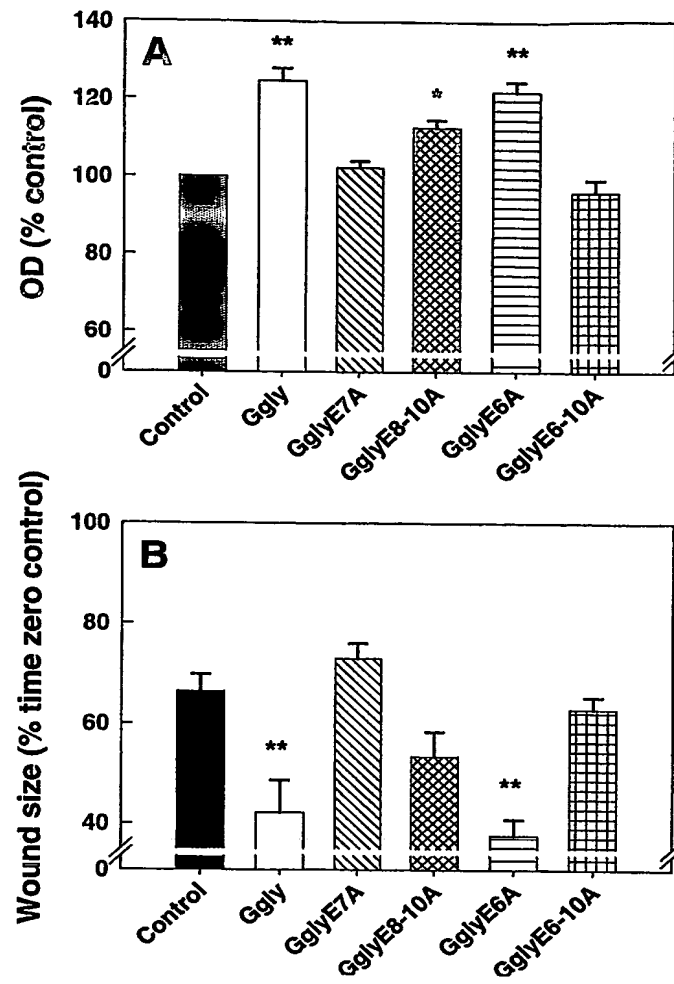 A
OD (% control)
140
120
100
80
60
0
**
*
**
Control
Ggly
GglyE7A
GglyE8-10A
GglyE6A
GglyE6-10A
B
Wound size (% time zero control)
100
80
60
40
0
**
**
Control
Ggly
GglyE7A
GglyE8-10A
GglyE6A
GglyE6-10A